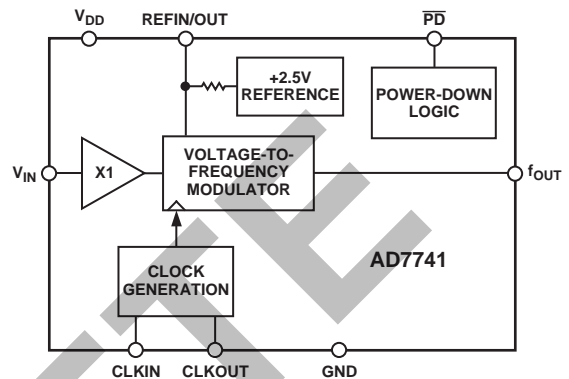 VDD
REFIN/OUT
PD
+2.5V
REFERENCE
POWER-DOWN
LOGIC
VIN
X1
VOLTAGE-TO-
FREQUENCY
MODULATOR
fOUT
CLOCK
GENERATION
AD7741
CLKIN
CLKOUT
GND